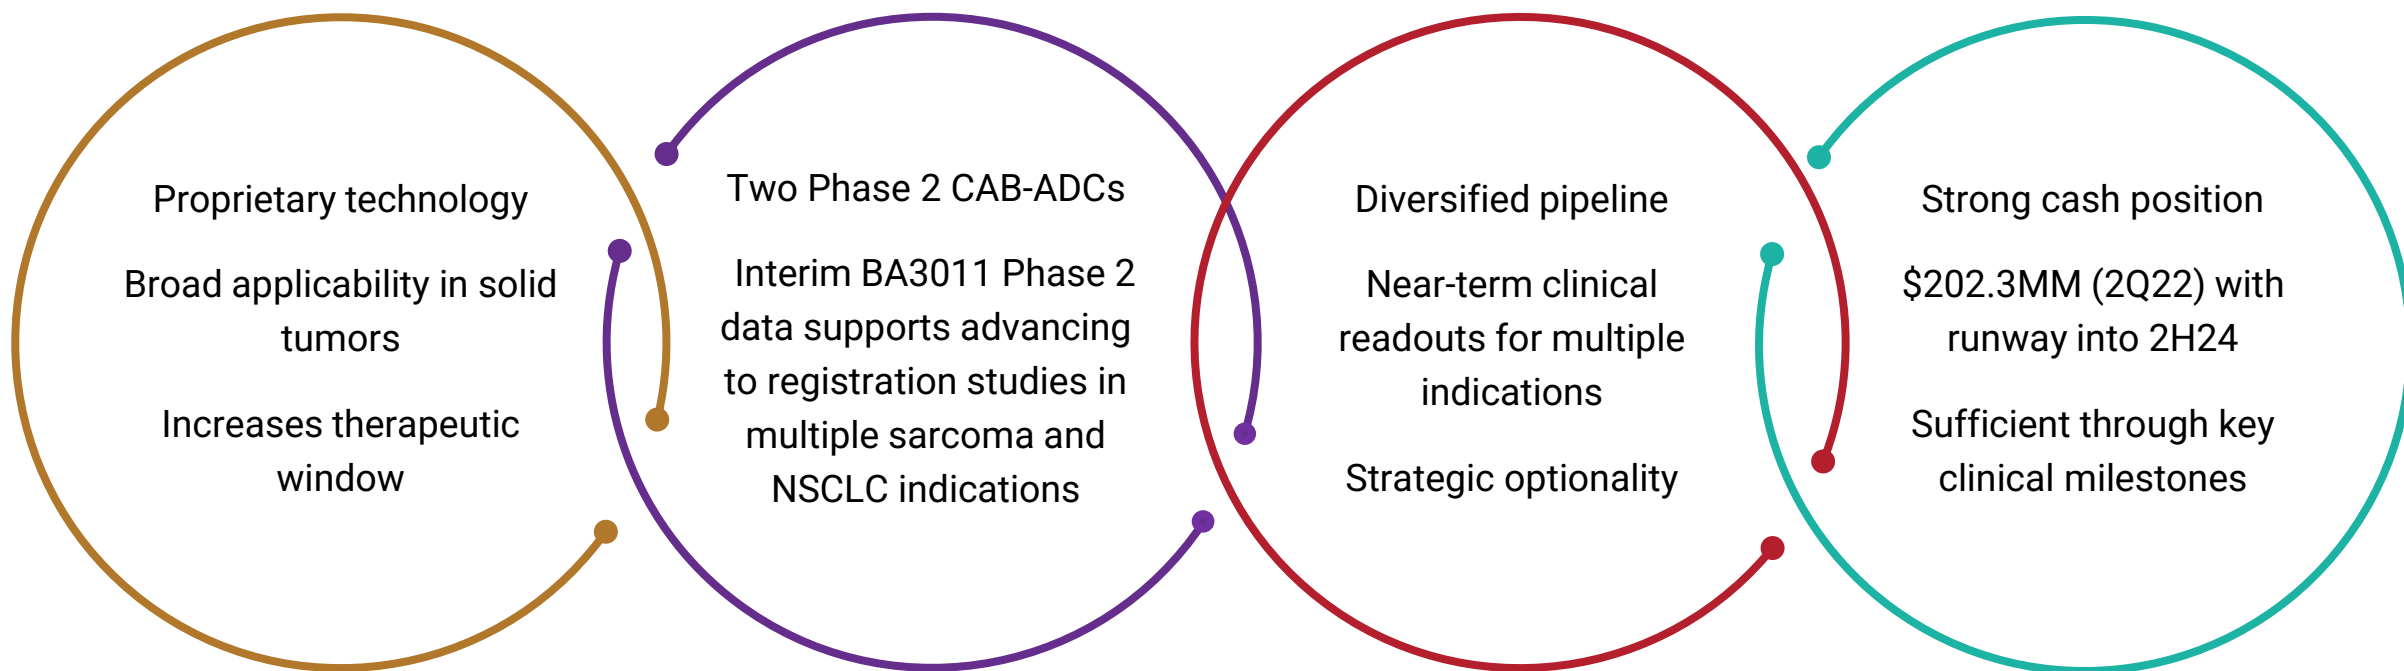 Proprietary technology
Broad applicability in solid
tumors
Increases therapeutic
window
Two Phase 2 CAB-ADCs
Interim BA3011 Phase 2
data supports advancing
to registration studies in
multiple sarcoma and
NSCLC indications
Diversified pipeline
Near-term clinical
readouts for multiple
indications
Strategic optionality
Strong cash position
$202.3MM (2Q22) with
runway into 2H24
Sufficient through key
clinical milestones